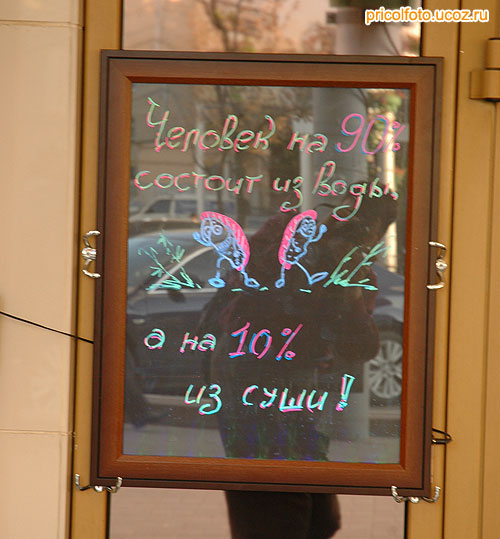 pricolfoto.ucoz.ru
Человек на 90%
состоит из воды
а на 10%
из суши!